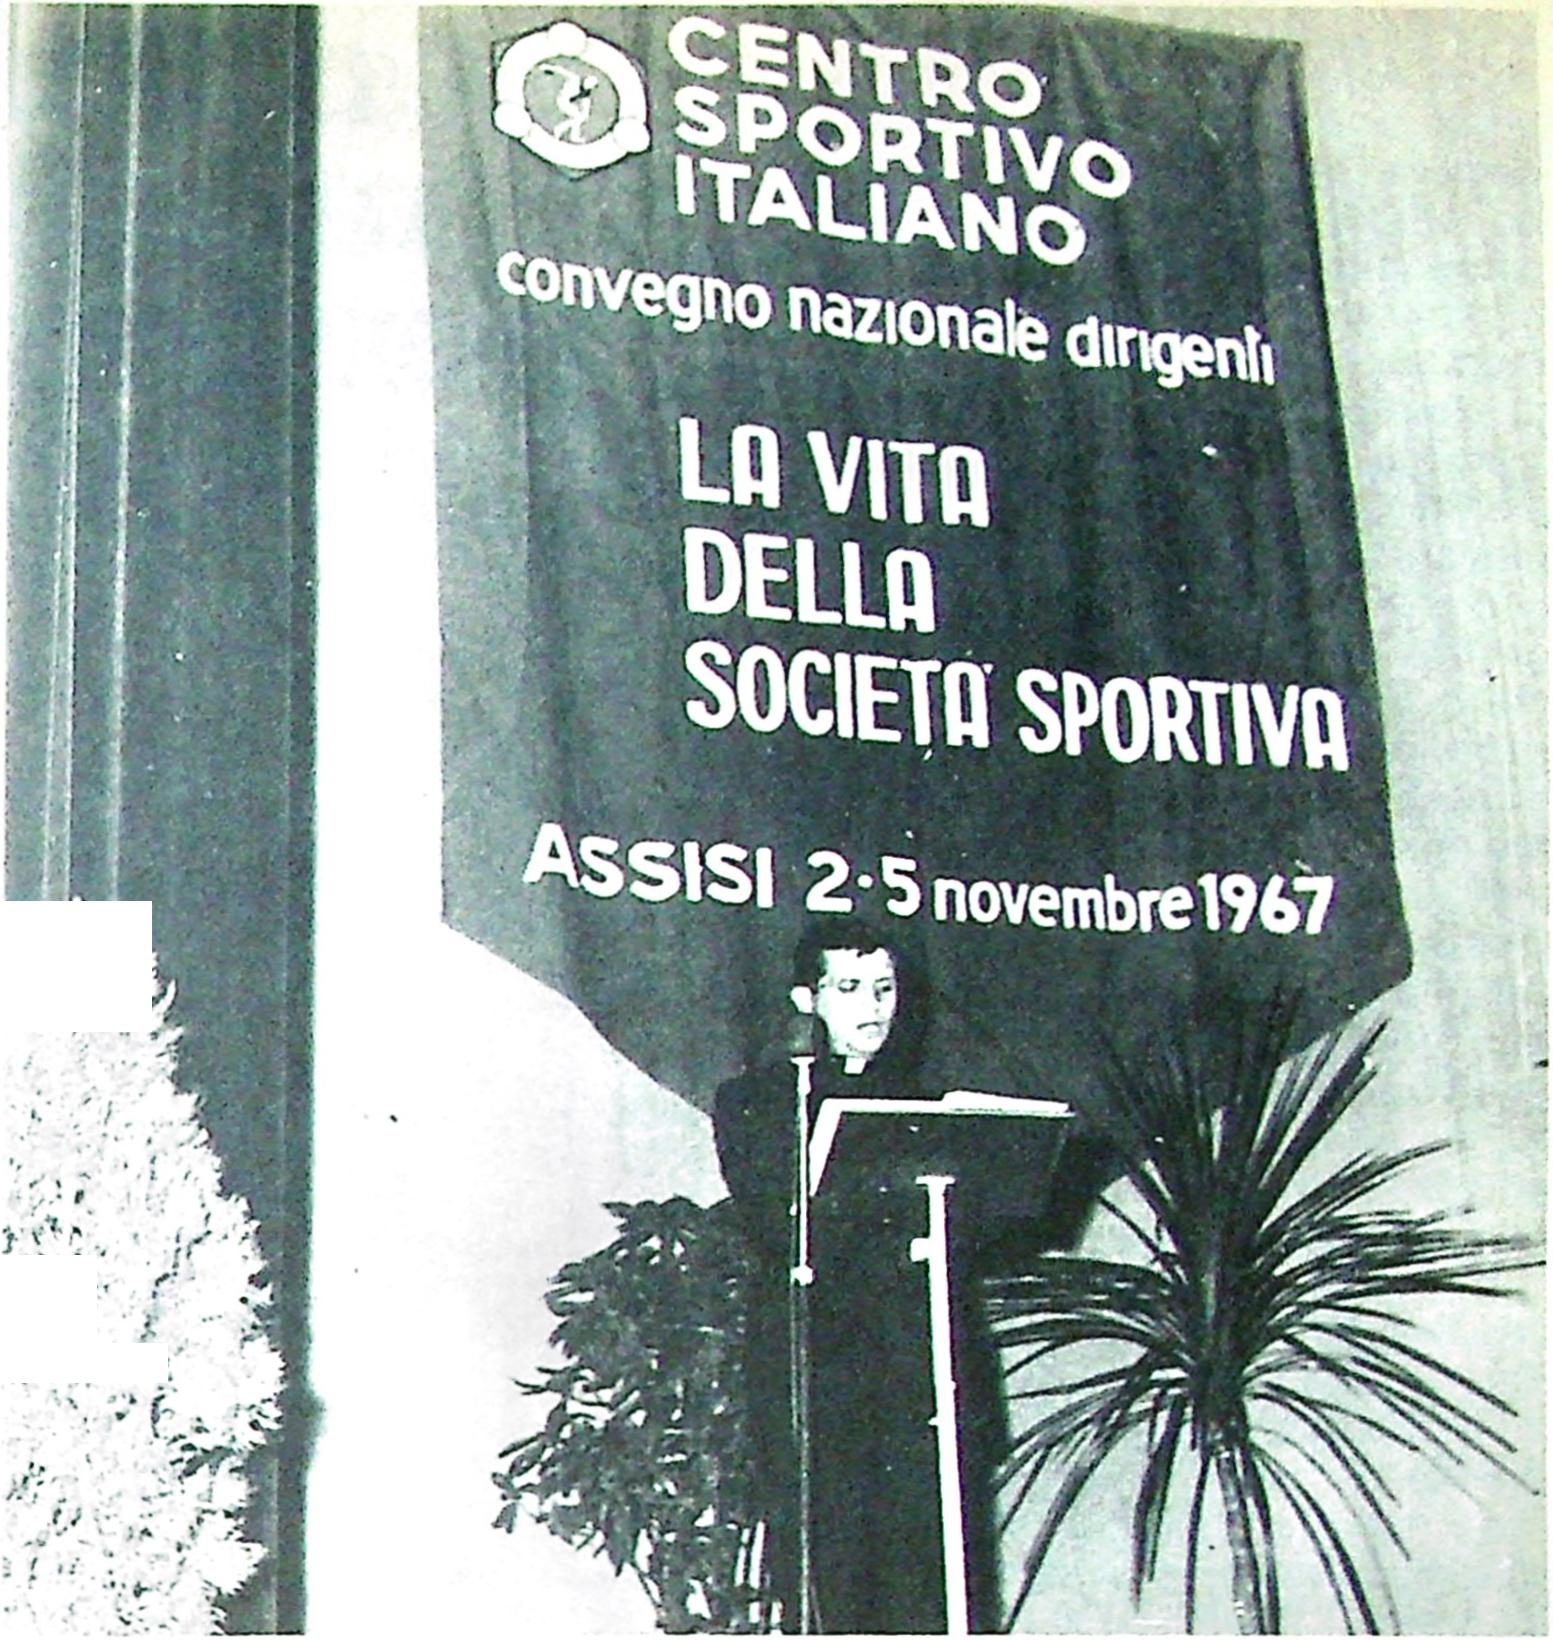 CENTRO
SPORTIVO
ITALIANO
convegno nazionale dirigenti
LA VITA
DELLA
SOCIETÀ SPORTIVA
ASSISI 2·5 novembre 1967